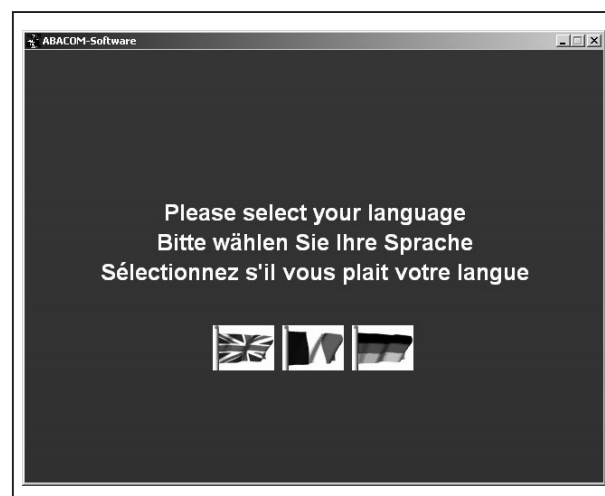 ABACOM-Software
Please select your language
Bitte wählen Sie Ihre Sprache
Sélectionnez s'il vous plait votre langue